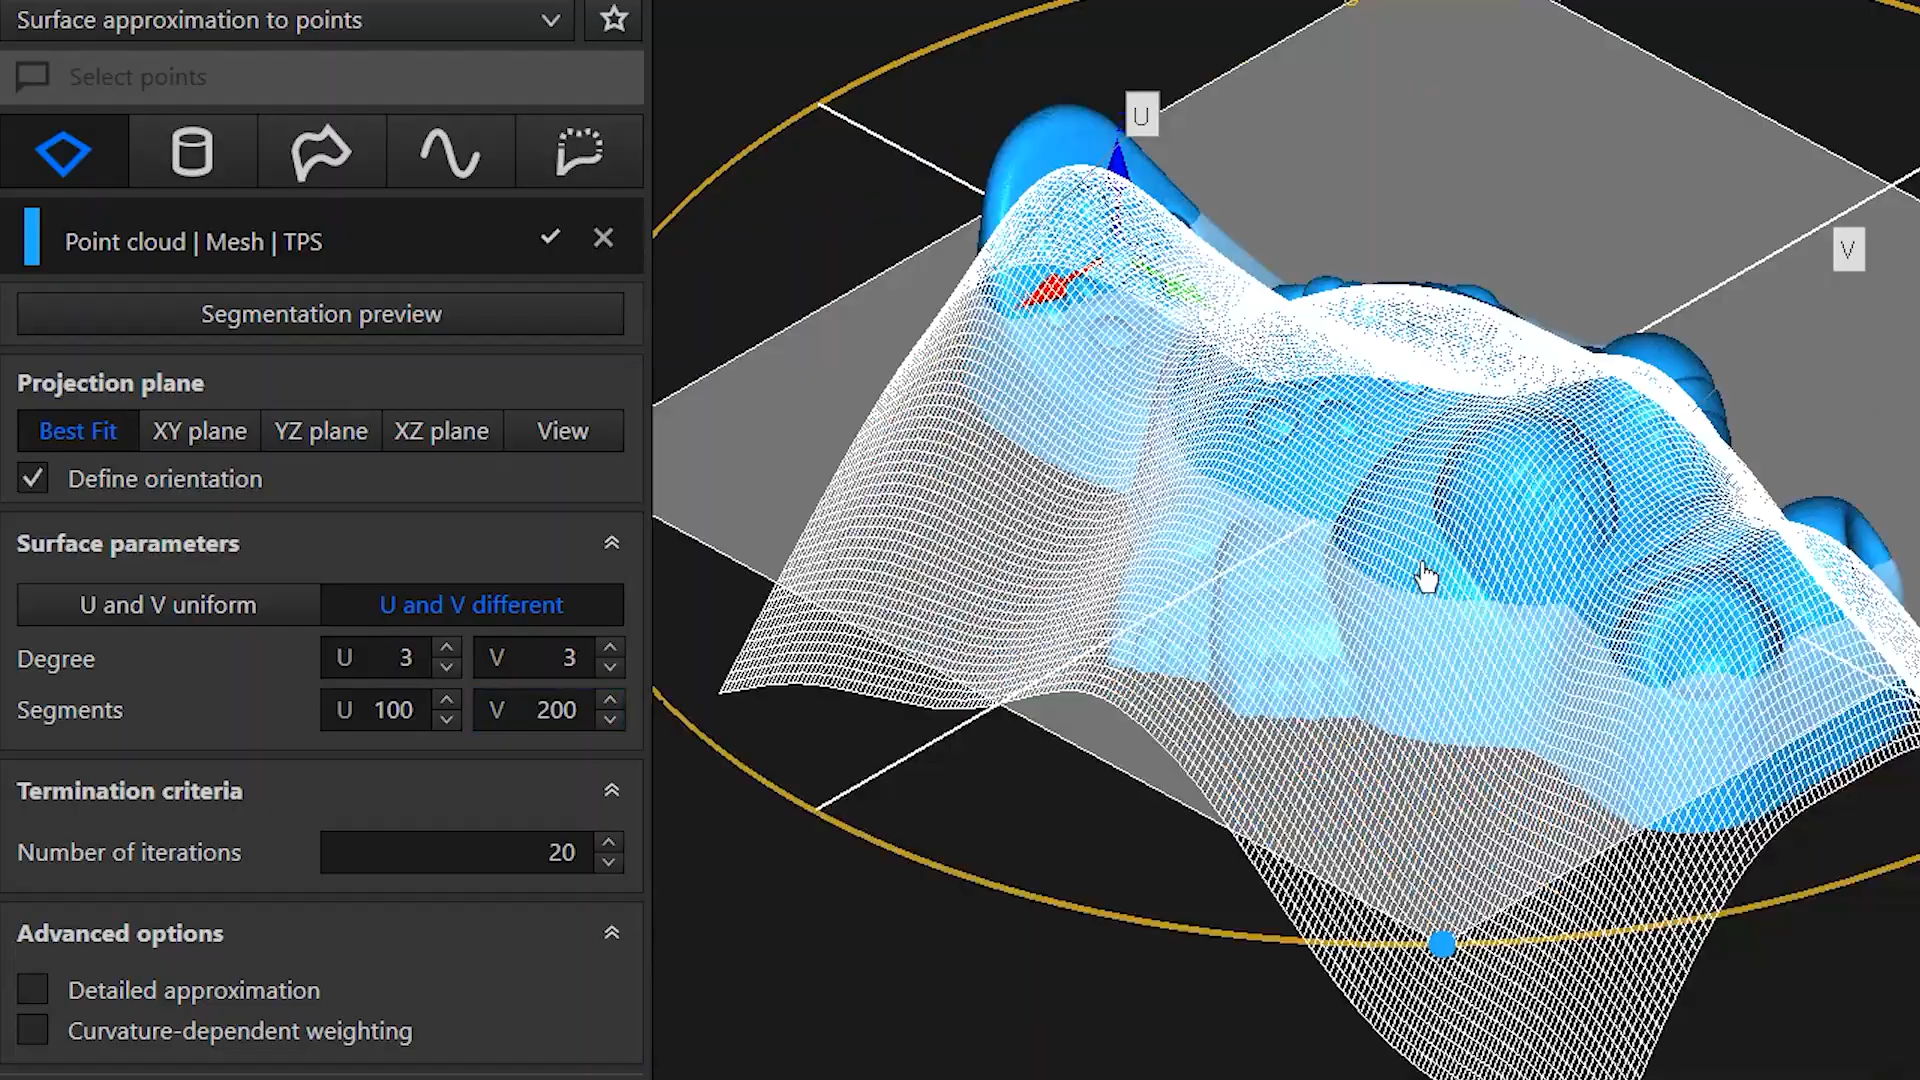 Surface approximation to points
Select points
Point cloud | Mesh | TPS
Segmentation preview
Projection plane
Best Fit XY plane YZ plane XZ plane View
Define orientation
Surface parameters
U and V uniform U and V different
Degree U 3 V 3
Segments U 100 V 200
Termination criteria
Number of iterations 20
Advanced options
Detailed approximation
Curvature-dependent weighting
U
V